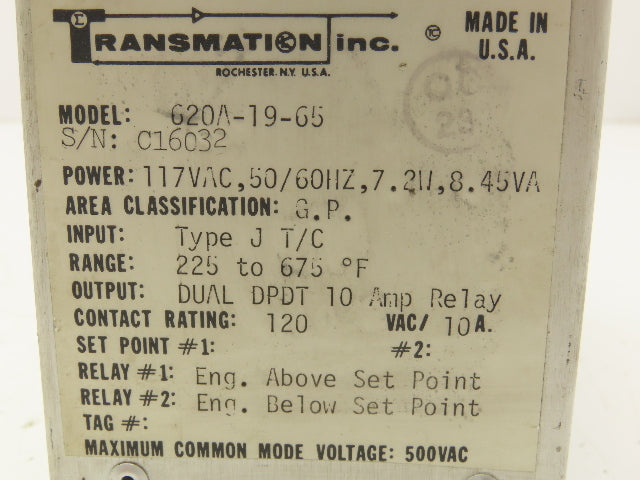 TRANSMATION inc.
ROCHESTER. N.Y. U.S.A.
MADE IN
U.S.A.
MODEL: 620A-19-65
S/N: C16032
POWER: 117VAC,50/60HZ,7.2W,8.45VA
AREA CLASSIFICATION: G.P.
INPUT: Type J T/C
RANGE: 225 to 675 °F
OUTPUT: DUAL DPDT 10 Amp Relay
CONTACT RATING: 120 VAC/ 10A.
SET POINT #1: #2:
RELAY #1: Eng. Above Set Point
RELAY #2: Eng. Below Set Point
TAG #:
MAXIMUM COMMON MODE VOLTAGE: 500VAC